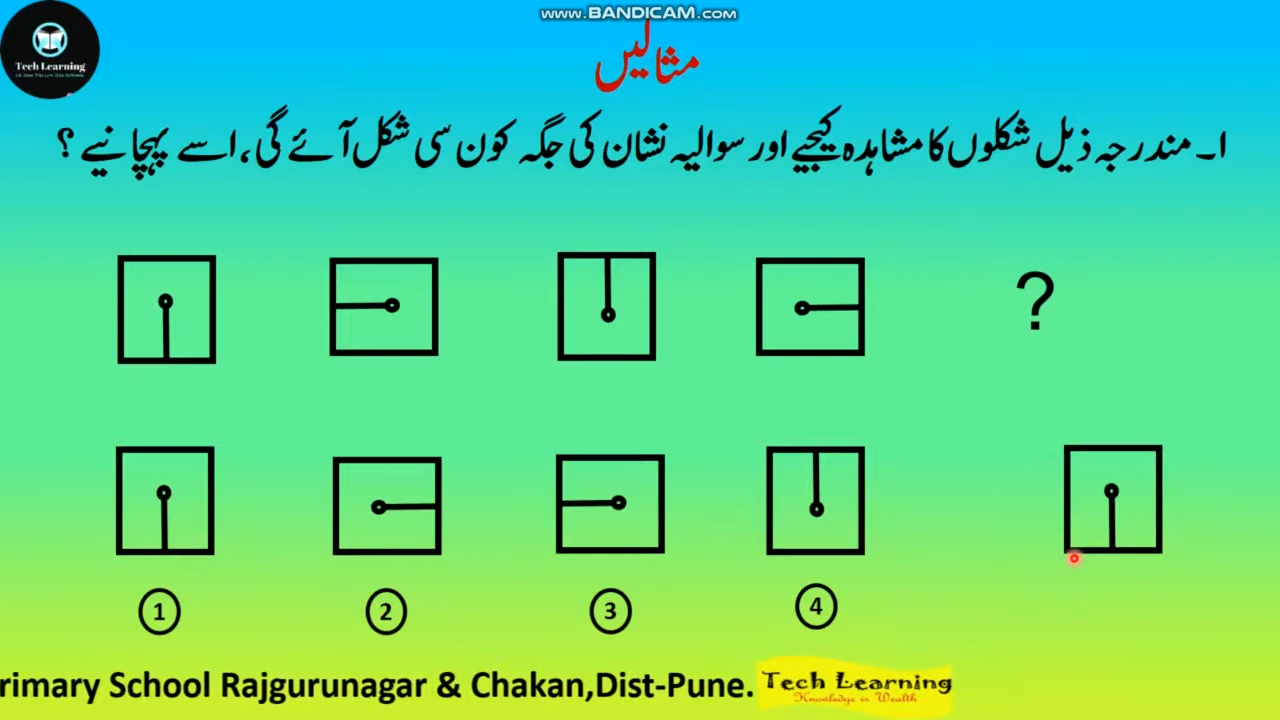 www.BANDICAM.com
Tech Learning
مثالیں
۱۔ مندرجہ ذیل شکلوں کا مشاہدہ کیجیے اور سوالیہ نشان کی جگہ کون سی شکل آئے گی، اسے پہچانیے ؟
?
1 2 3 4
rimary School Rajgurunagar & Chakan,Dist-Pune.
Tech Learning
Knowledge is Wealth